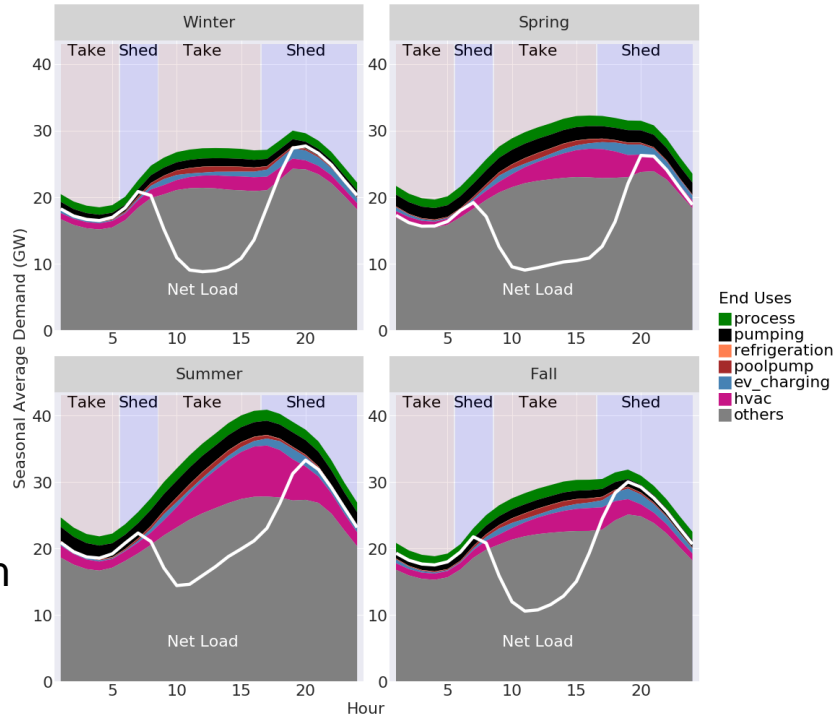 Winter
Spring
Take Shed Take Shed
Take Shed Take Shed
40
30
20
10
0
Net Load
5 10 15 20
40
30
20
10
0
Net Load
5 10 15 20
Seasonal Average Demand (GW)
Summer
Fall
Take Shed Take Shed
Take Shed Take Shed
40
30
20
10
0
Net Load
5 10 15 20
40
30
20
10
0
Net Load
5 10 15 20
Hour
End Uses
process
pumping
refrigeration
poolpump
ev_charging
hvac
others
n